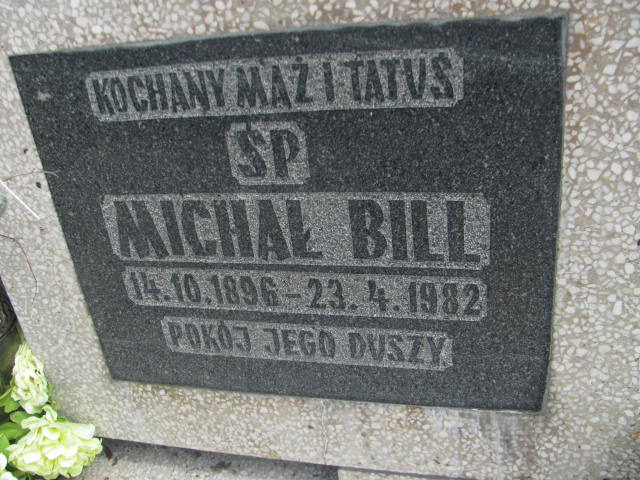 KOCHANY MĄŻ I TATUŚ
ŚP
MICHAŁ BILL
14.10.1896-23.4.1982
POKÓJ JEGO DUSZY